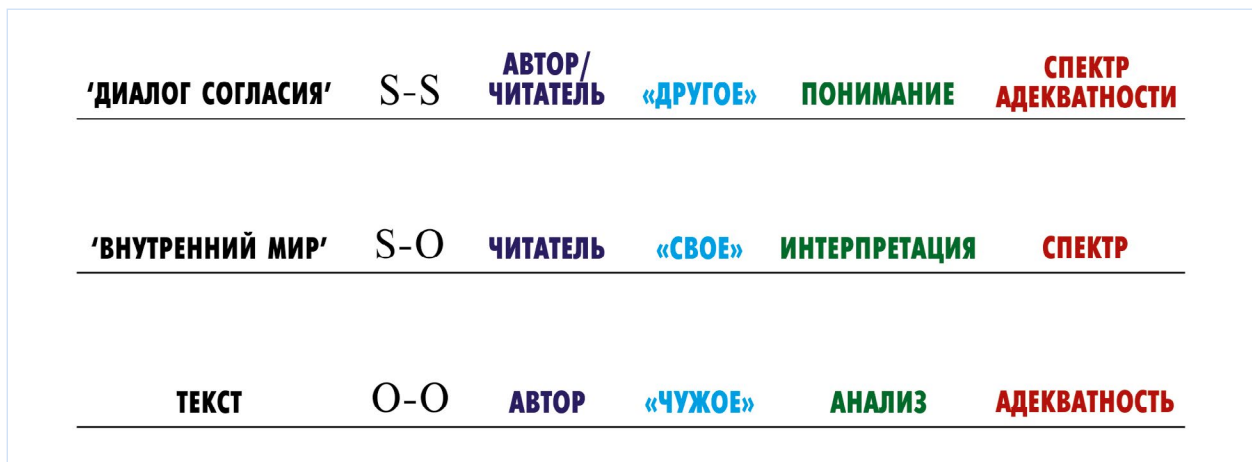 'ДИАЛОГ СОГЛАСИЯ' S-S АВТОР/ ЧИТАТЕЛЬ «ДРУГОЕ» ПОНИМАНИЕ СПЕКТР АДЕКВАТНОСТИ
'ВНУТРЕННИЙ МИР' S-O ЧИТАТЕЛЬ «СВОЕ» ИНТЕРПРЕТАЦИЯ СПЕКТР
ТЕКСТ O-O АВТОР «ЧУЖОЕ» АНАЛИЗ АДЕКВАТНОСТЬ